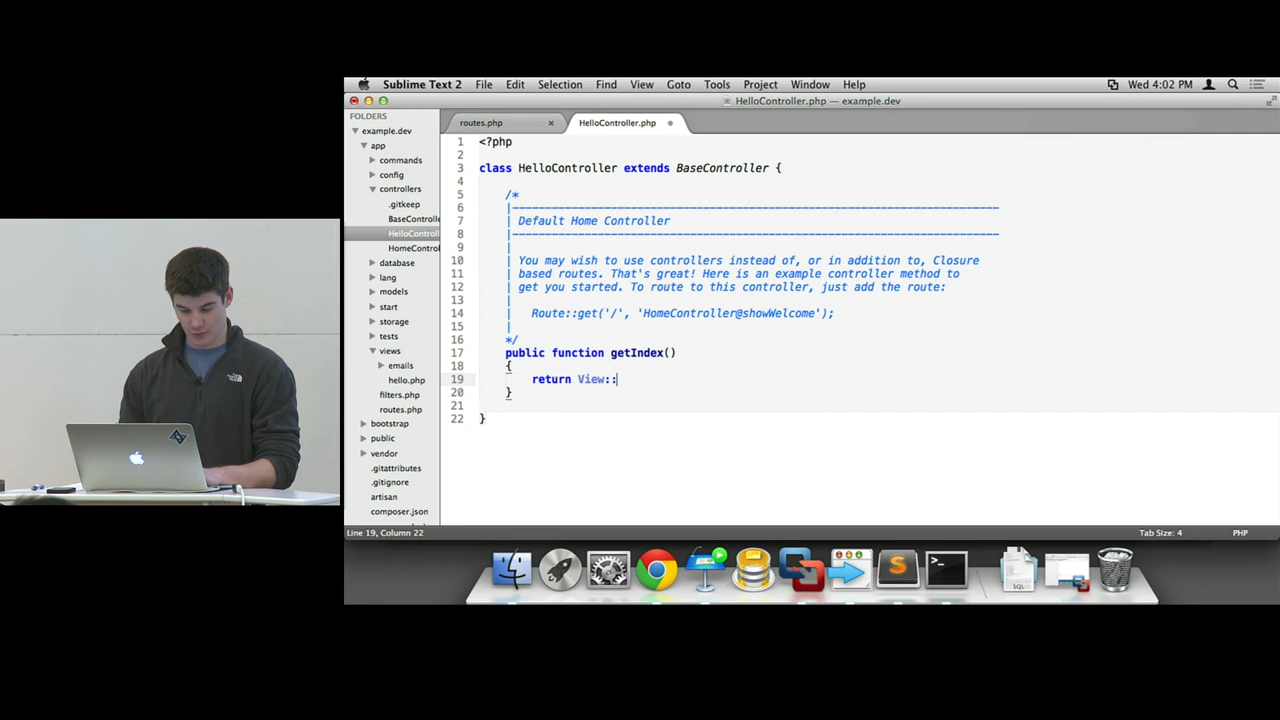 Sublime Text 2 File Edit Selection Find View Goto Tools Project Window Help Wed 4:02 PM
HelloController.php — example.dev
FOLDERS
example.dev
app
commands
config
controllers
.gitkeep
BaseControlle
HelloControll
HomeControl
database
lang
models
start
storage
tests
views
emails
hello.php
filters.php
routes.php
bootstrap
public
vendor
.gitattributes
.gitignore
artisan
composer.json
routes.php × HelloController.php
1 <?php
2
3 class HelloController extends BaseController {
4
5 /*
6 |--------------------------------------------------------------------------
7 | Default Home Controller
8 |--------------------------------------------------------------------------
9 |
10 | You may wish to use controllers instead of, or in addition to, Closure
11 | based routes. That's great! Here is an example controller method to
12 | get you started. To route to this controller, just add the route:
13 |
14 | Route::get('/', 'HomeController@showWelcome');
15 |
16 */
17 public function getIndex()
18 {
19 return View::
20 }
21
22 }
Line 19, Column 22 Tab Size: 4 PHP
SQL